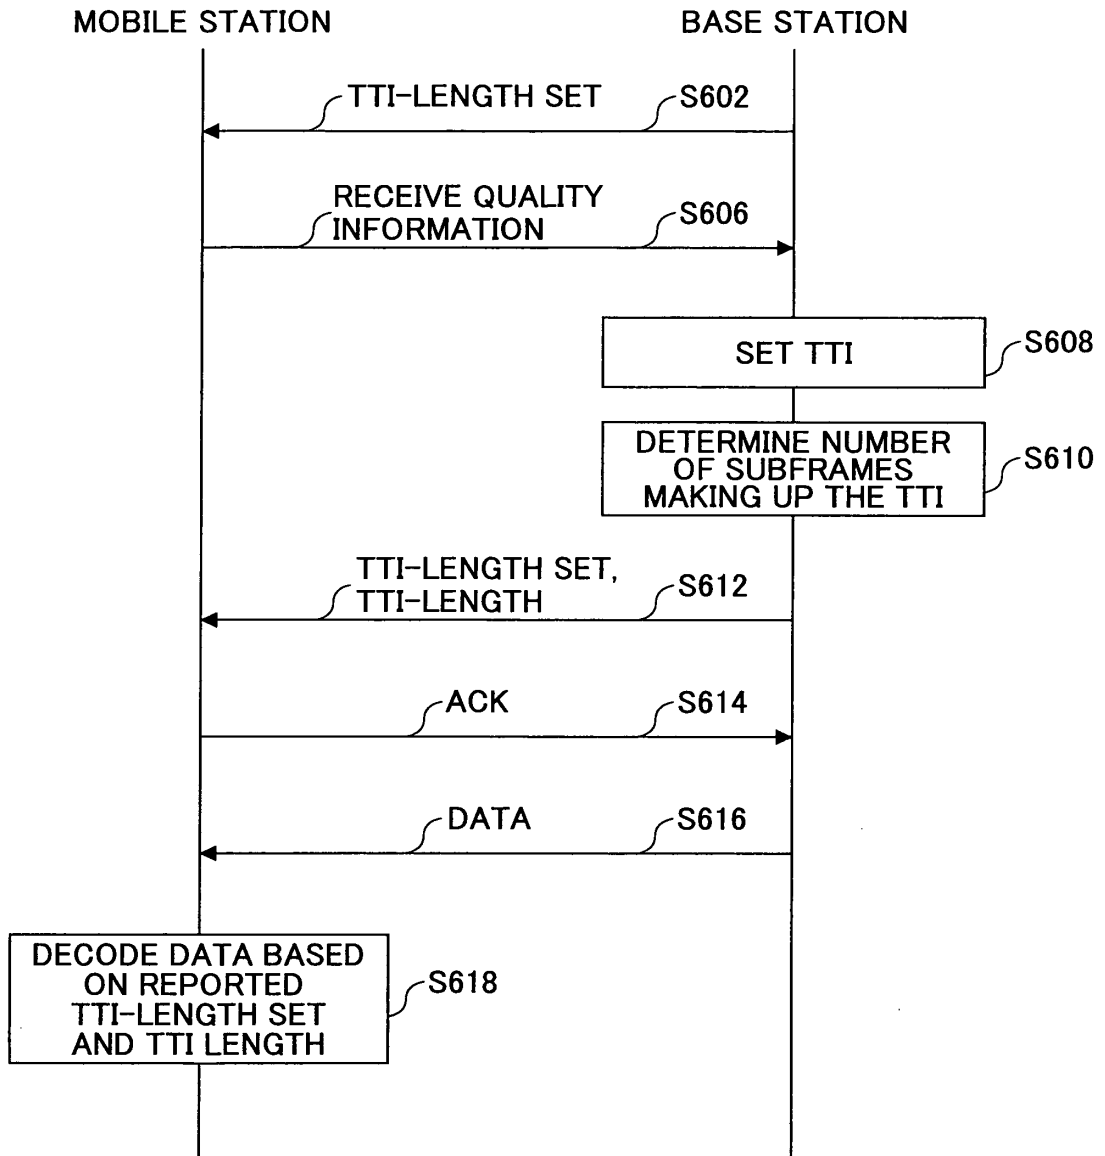 MOBILE STATION
BASE STATION
TTI-LENGTH SET
S602
RECEIVE QUALITY
INFORMATION
S606
SET TTI
S608
DETERMINE NUMBER
OF SUBFRAMES
MAKING UP THE TTI
S610
TTI-LENGTH SET,
TTI-LENGTH
S612
ACK
S614
DATA
S616
DECODE DATA BASED
ON REPORTED
TTI-LENGTH SET
AND TTI LENGTH
S618